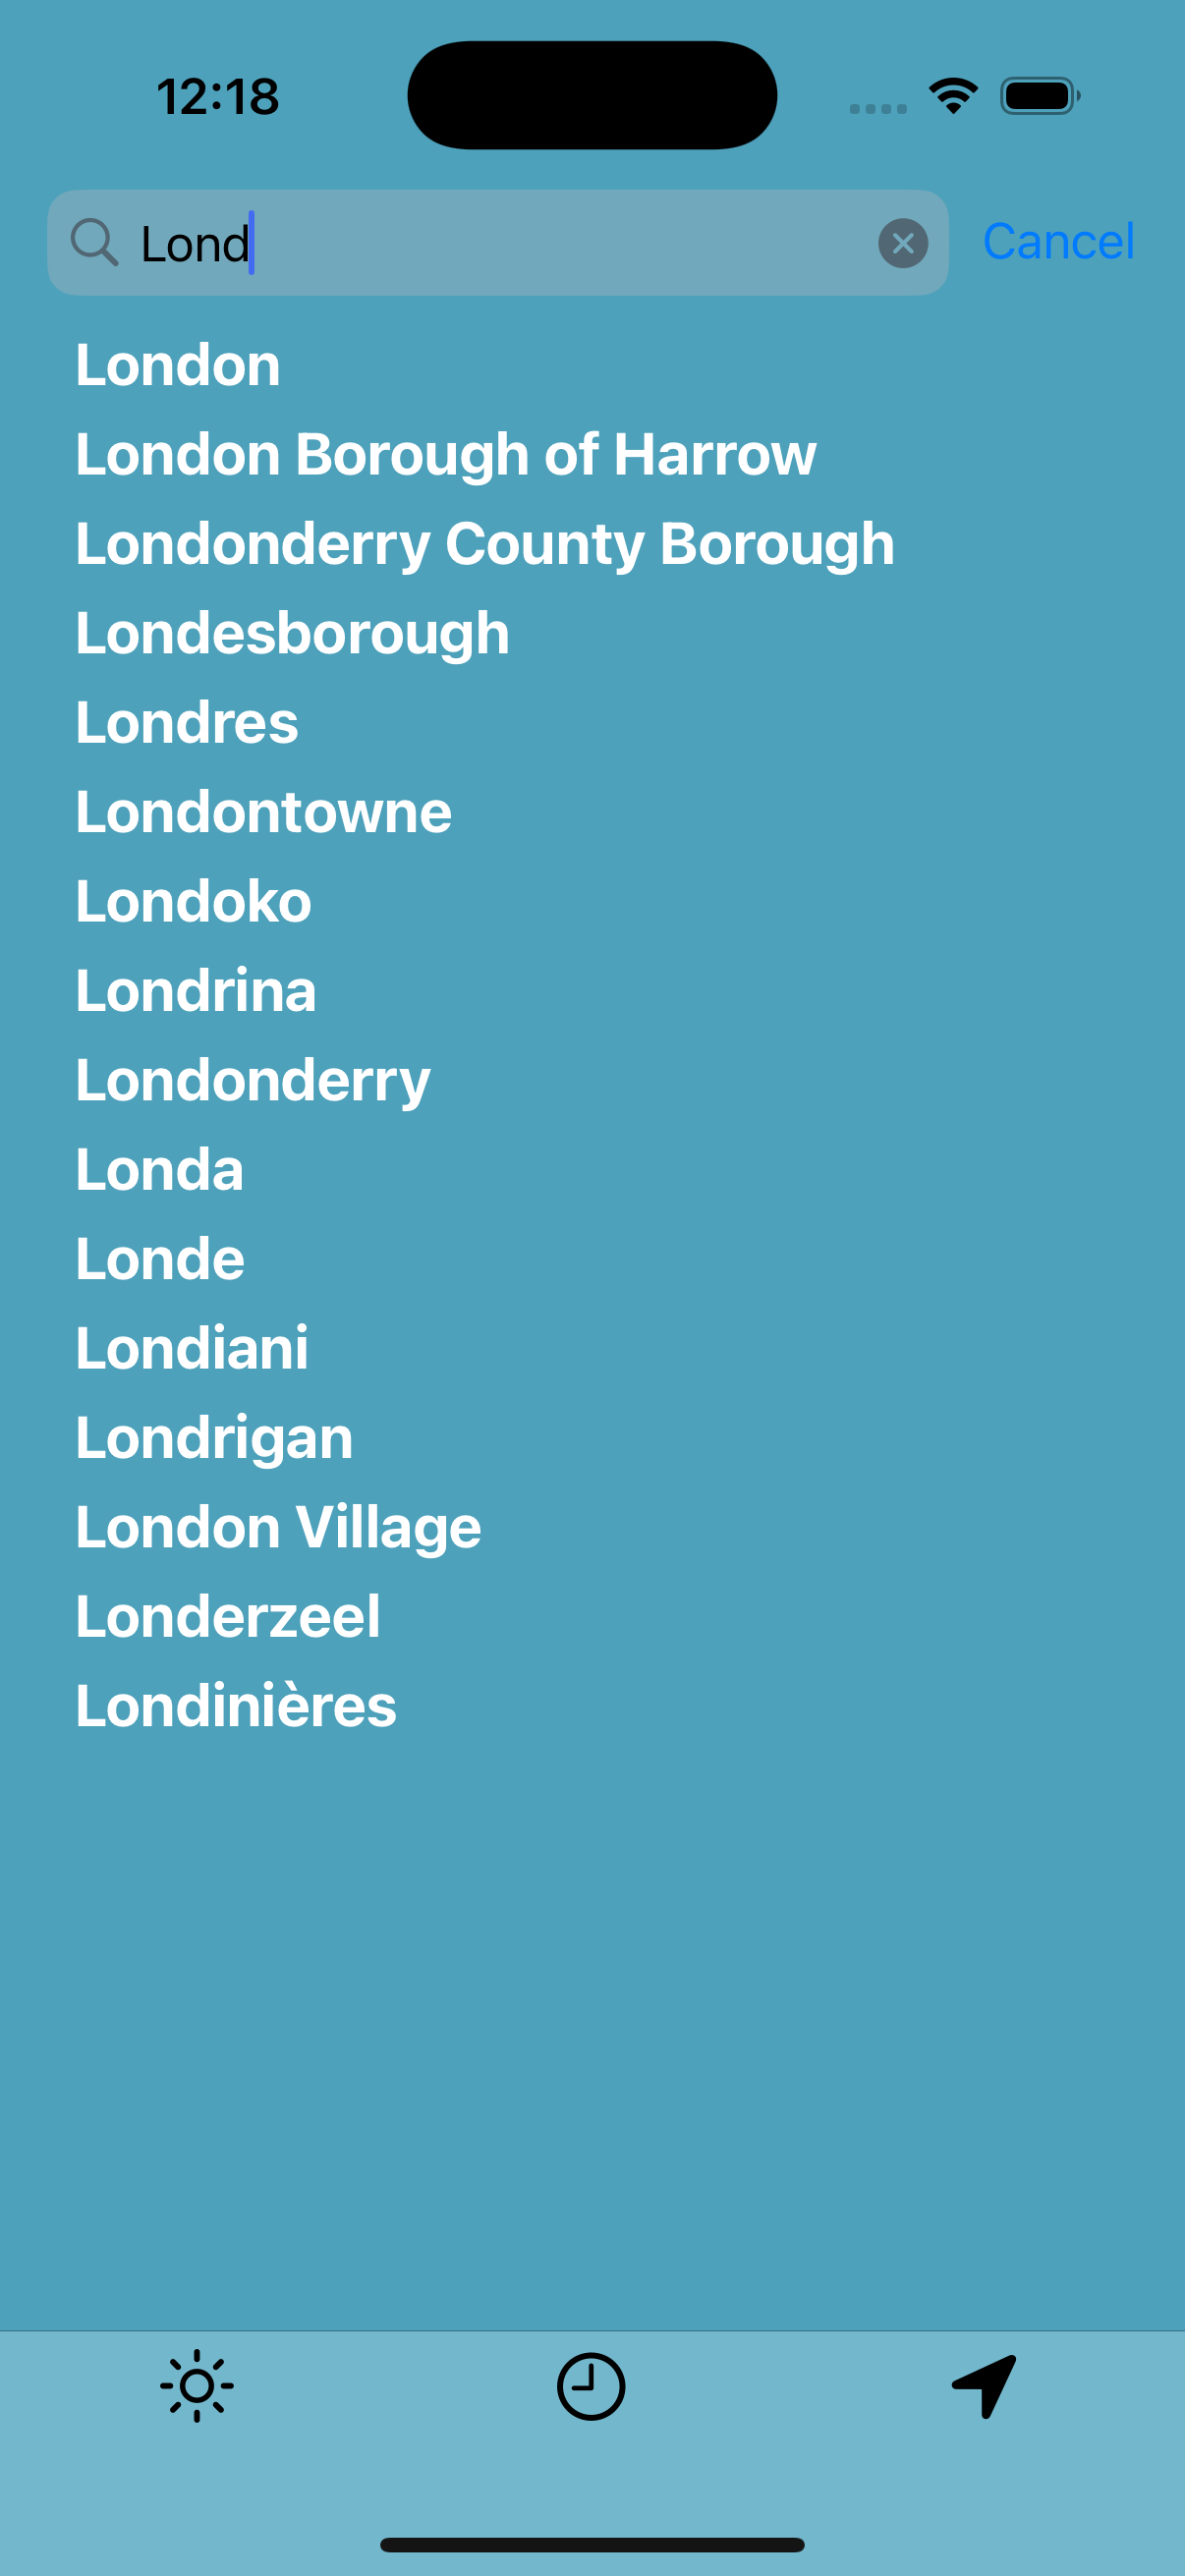 12:18
Lond
Cancel
London
London Borough of Harrow
Londonderry County Borough
Londesborough
Londres
Londontowne
Londoko
Londrina
Londonderry
Londa
Londe
Londiani
Londrigan
London Village
Londerzeel
Londinières